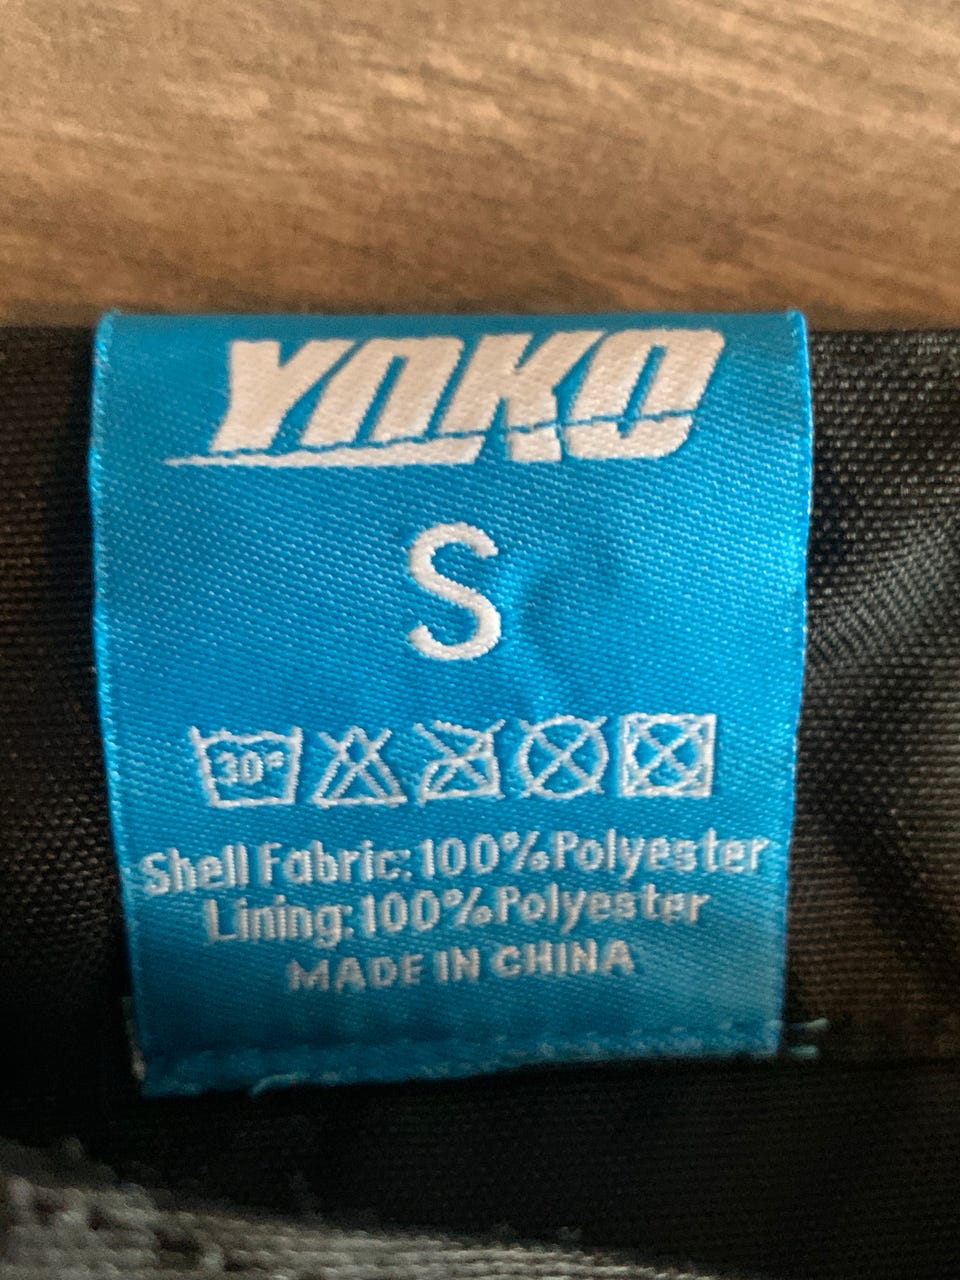 YOKO
S
30°
Shell Fabric: 100% Polyester
Lining: 100% Polyester
MADE IN CHINA